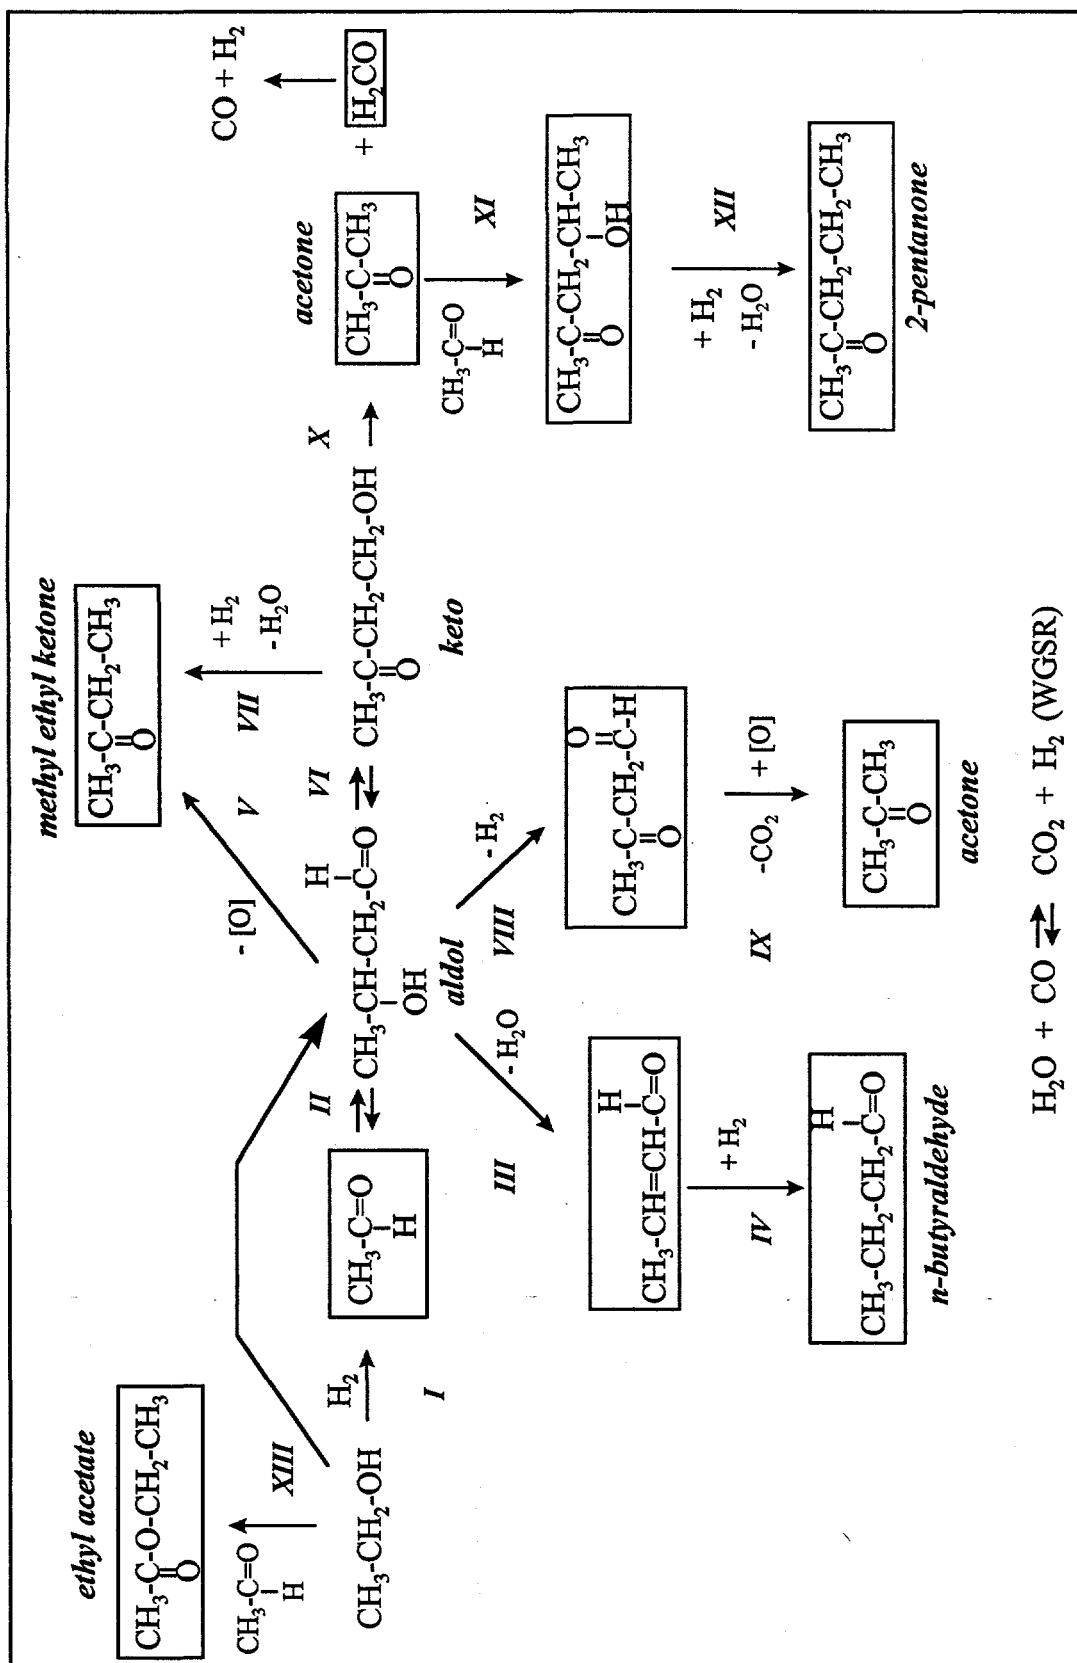 ethyl acetate
CH3-C-O-CH2-CH3
O
CH3-C=O
H
XIII
CH3-CH2-OH
H2
I
CH3-C=O
H
II
CH3-CH-CH2-C=O
OH
H
aldol
- [O]
V
methyl ethyl ketone
CH3-C-CH2-CH3
O
VII
+ H2
- H2O
VI
CH3-C-CH2-CH2-OH
O
keto
X
acetone
CH3-C-CH3
O
+ H2CO
CO + H2
CH3-C=O
H
XI
CH3-C-CH2-CH-CH3
O
OH
+ H2
- H2O
XII
CH3-C-CH2-CH2-CH3
O
2-pentanone
III
- H2O
H
CH3-CH=CH-C=O
IV
+ H2
H
CH3-CH2-CH2-C=O
n-butyraldehyde
VIII
- H2
O
CH3-C-CH2-C-H
O
IX
-CO2
+ [O]
CH3-C-CH3
O
acetone
H2O + CO ⇌ CO2 + H2 (WGSR)